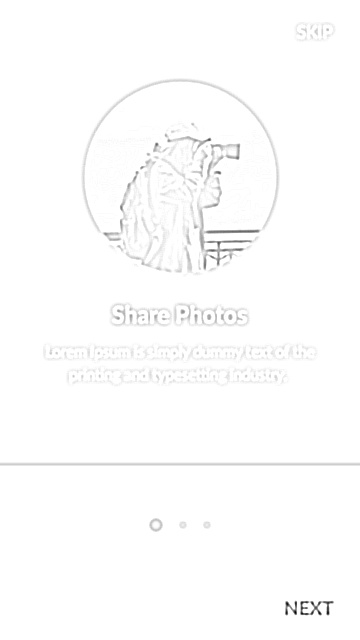 SKIP
Share Photos
Lorem Ipsum is simply dummy text of the
printing and typesetting industry.
NEXT